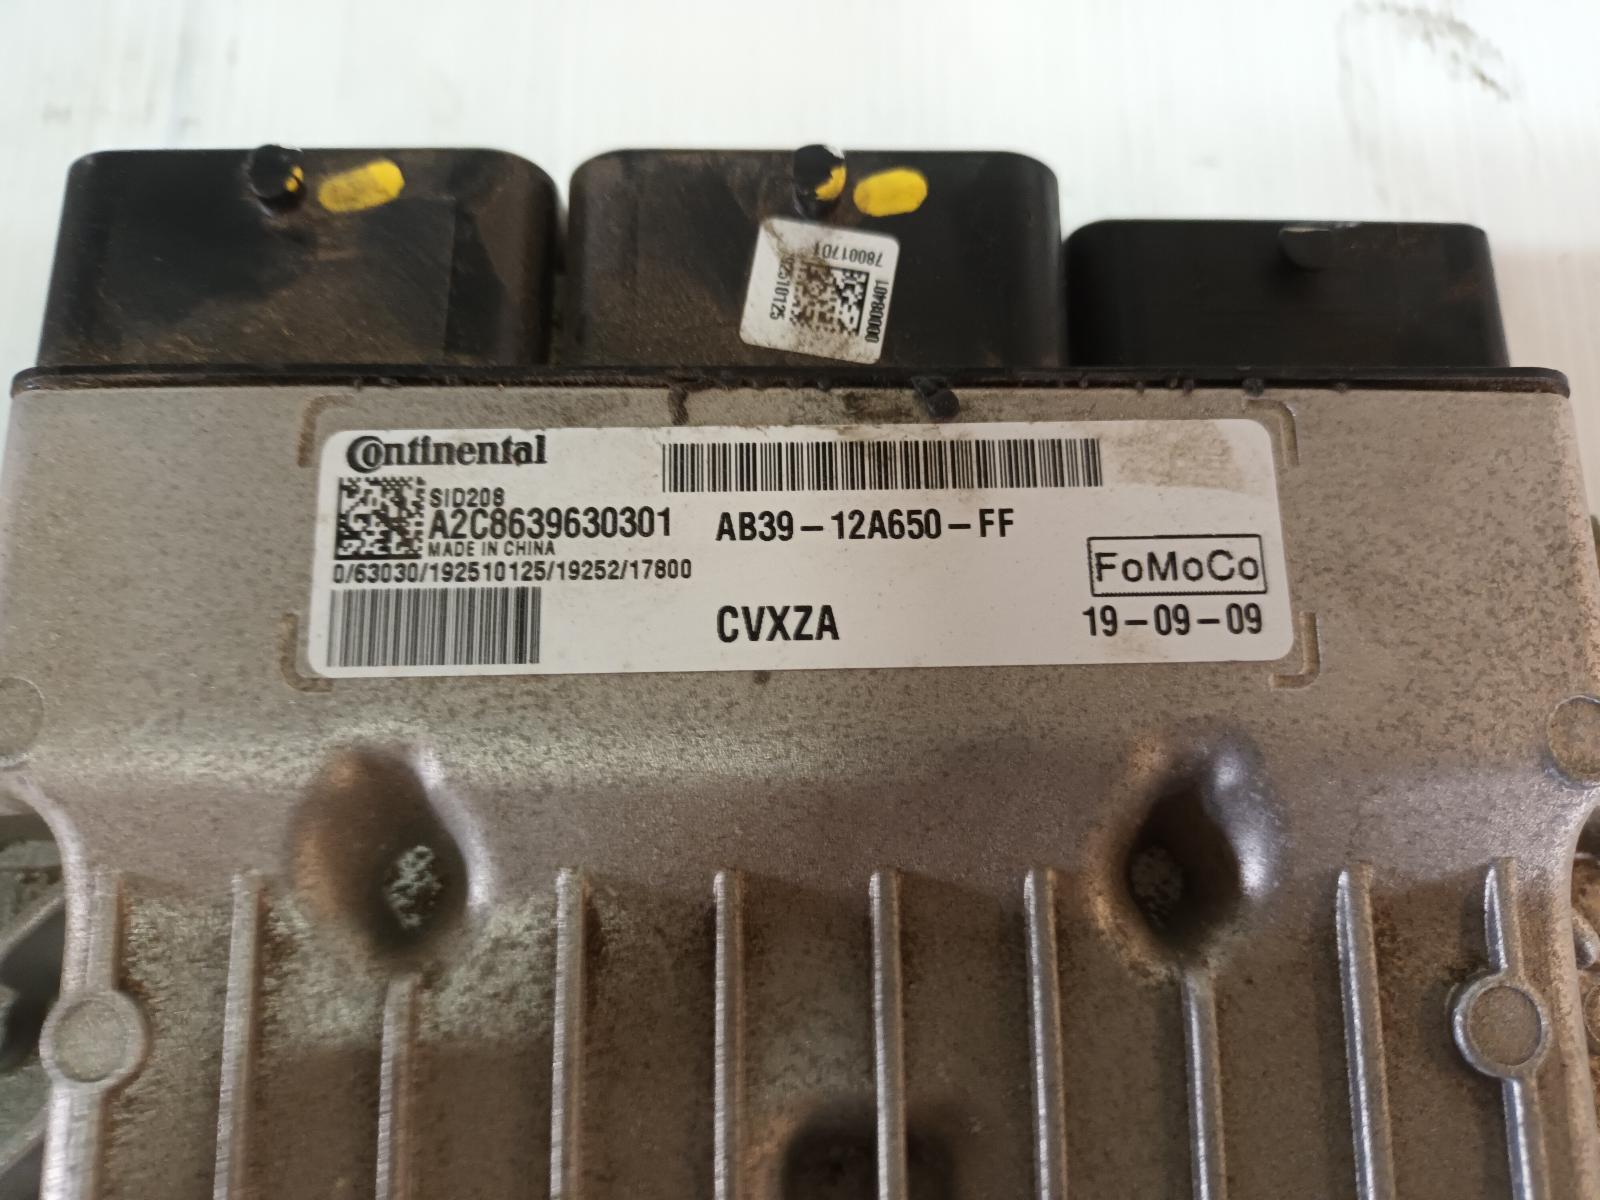 78001701
00008401
Continental
SID208
A2C8639630301 AB39-12A650-FF
MADE IN CHINA
0/63030/192510125/19252/17800
FoMoCo
CVXZA
19-09-09